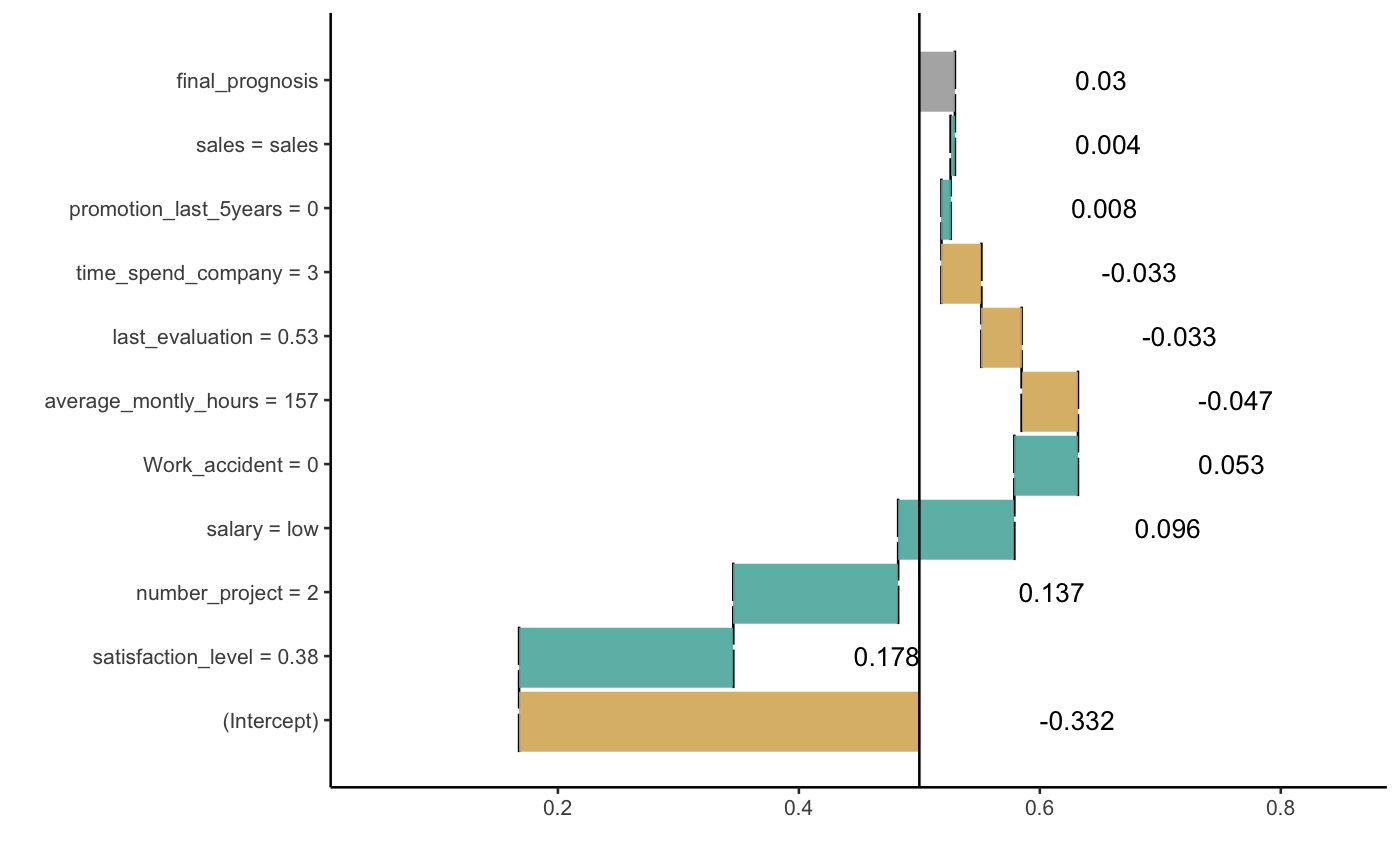 final_prognosis 0.03
sales = sales 0.004
promotion_last_5years = 0 0.008
time_spend_company = 3 -0.033
last_evaluation = 0.53 -0.033
average_montly_hours = 157 -0.047
Work_accident = 0 0.053
salary = low 0.096
number_project = 2 0.137
satisfaction_level = 0.38 0.178
(Intercept) -0.332
0.2 0.4 0.6 0.8